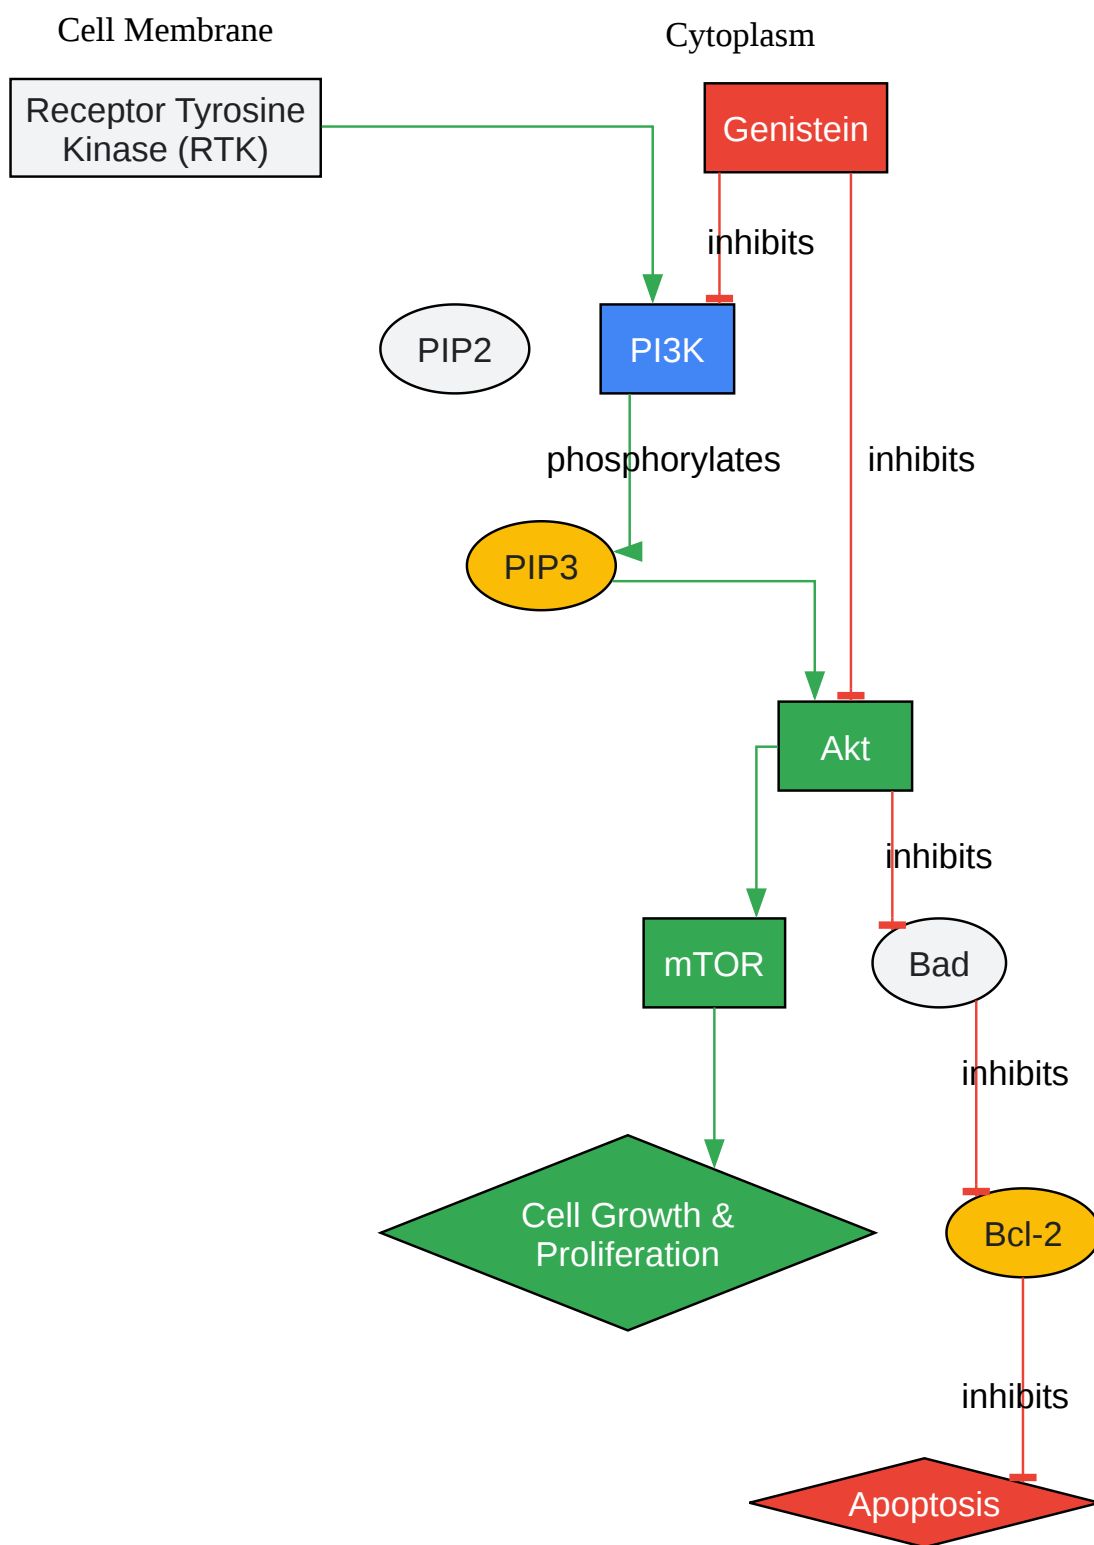 Cell Membrane
Cytoplasm
Receptor Tyrosine
Kinase (RTK)
Genistein
inhibits
PIP2
PI3K
phosphorylates
inhibits
PIP3
Akt
inhibits
mTOR
Bad
inhibits
Cell Growth &
Proliferation
Bcl-2
inhibits
Apoptosis